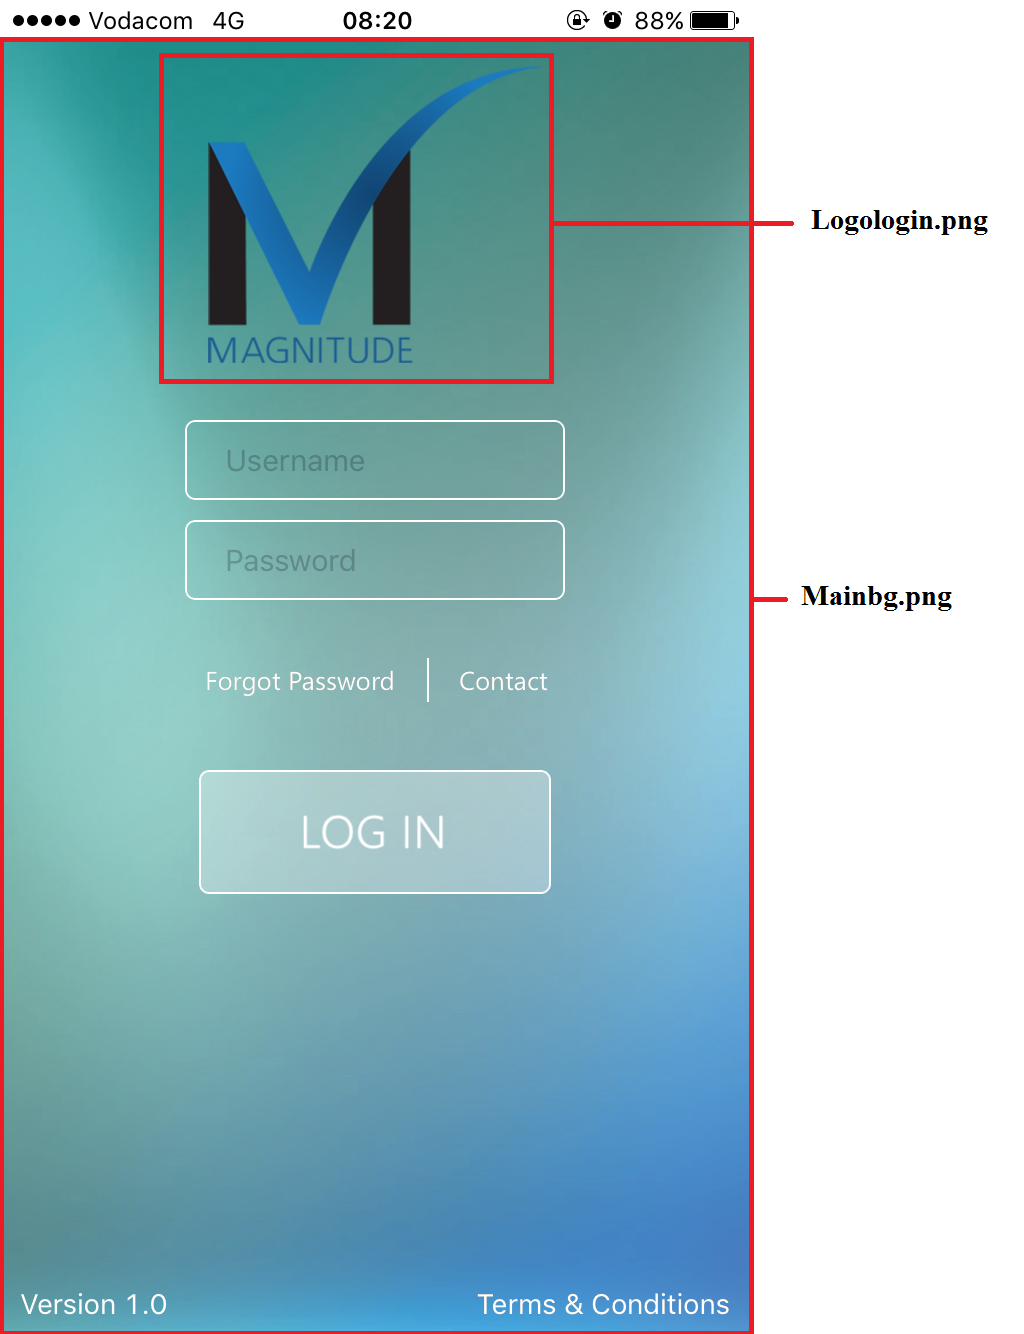 Vodacom 4G 08:20 88%
MAGNITUDE
Logologin.png
Username
Password
Mainbg.png
Forgot Password | Contact
LOG IN
Version 1.0 Terms & Conditions